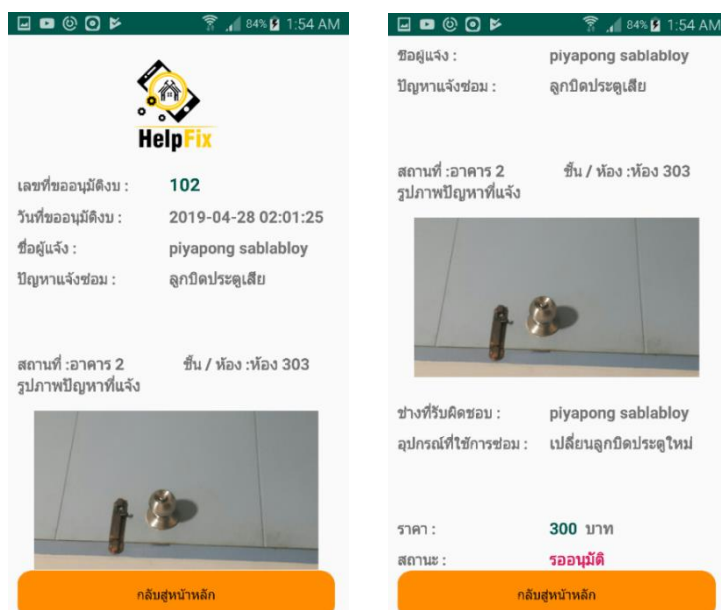 84% 1:54 AM
HelpFix
เลขที่ขออนุมัติงบ : 102
วันที่ขออนุมัติงบ : 2019-04-28 02:01:25
ชื่อผู้แจ้ง : piyapong sablabloy
ปัญหาแจ้งซ่อม : ลูกบิดประตูเสีย
สถานที่ :อาคาร 2 ชั้น / ห้อง :ห้อง 303
รูปภาพปัญหาที่แจ้ง
กลับสู่หน้าหลัก
84% 1:54 AM
ชื่อผู้แจ้ง : piyapong sablabloy
ปัญหาแจ้งซ่อม : ลูกบิดประตูเสีย
สถานที่ :อาคาร 2 ชั้น / ห้อง :ห้อง 303
รูปภาพปัญหาที่แจ้ง
ช่างที่รับผิดชอบ : piyapong sablabloy
อุปกรณ์ที่ใช้การซ่อม : เปลี่ยนลูกบิดประตูใหม่
ราคา : 300 บาท
สถานะ : รออนุมัติ
กลับสู่หน้าหลัก